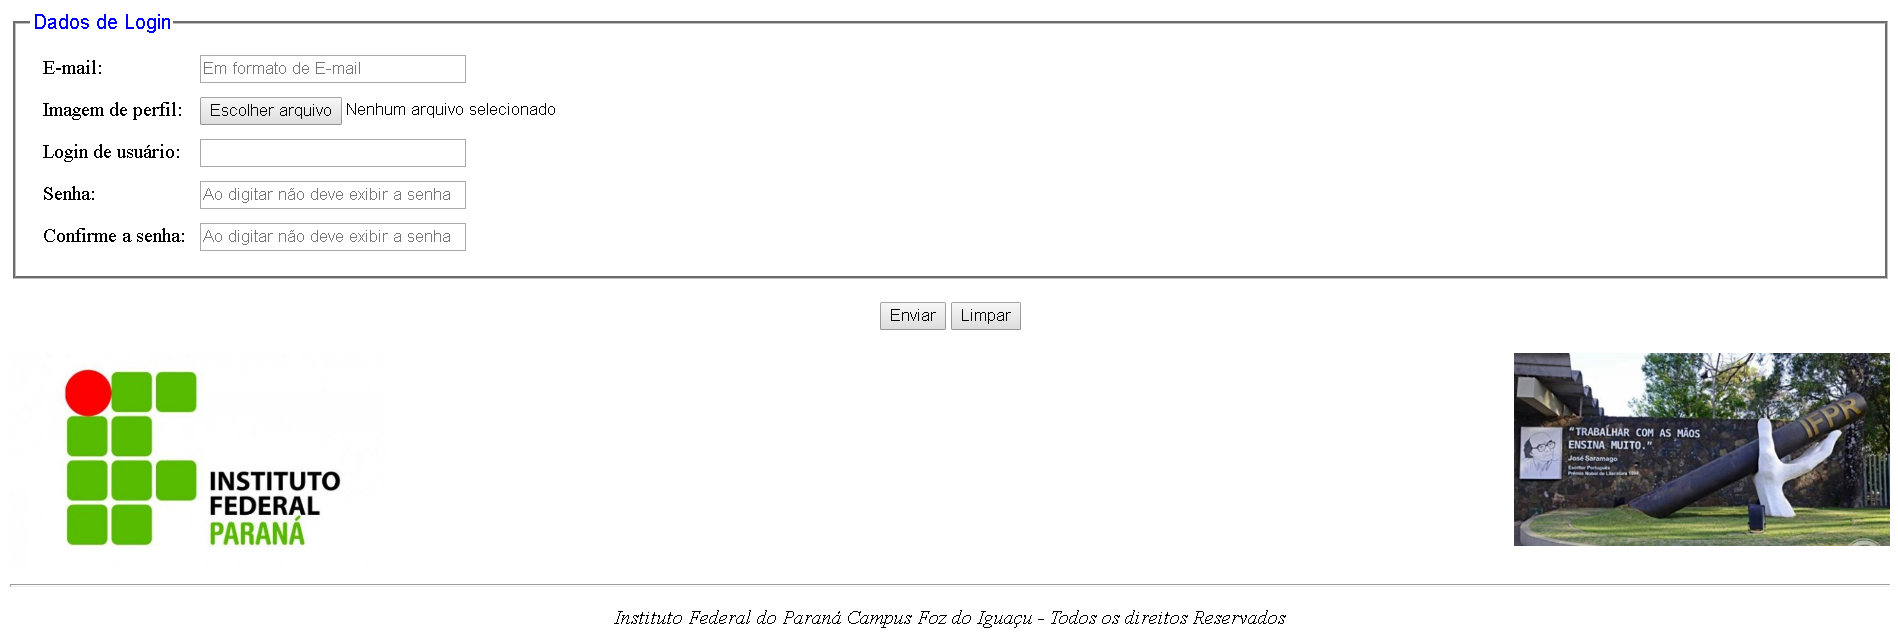 Dados de Login
E-mail: Em formato de E-mail
Imagem de perfil: Escolher arquivo Nenhum arquivo selecionado
Login de usuário:
Senha: Ao digitar não deve exibir a senha
Confirme a senha: Ao digitar não deve exibir a senha
Enviar Limpar
INSTITUTO
FEDERAL
PARANÁ
IFPR
"TRABALHAR COM AS MÃOS
ENSINA MUITO."
José Saramago
Escritor Português
Prêmio Nobel de Literatura 1998
Instituto Federal do Paraná Campus Foz do Iguaçu - Todos os direitos Reservados